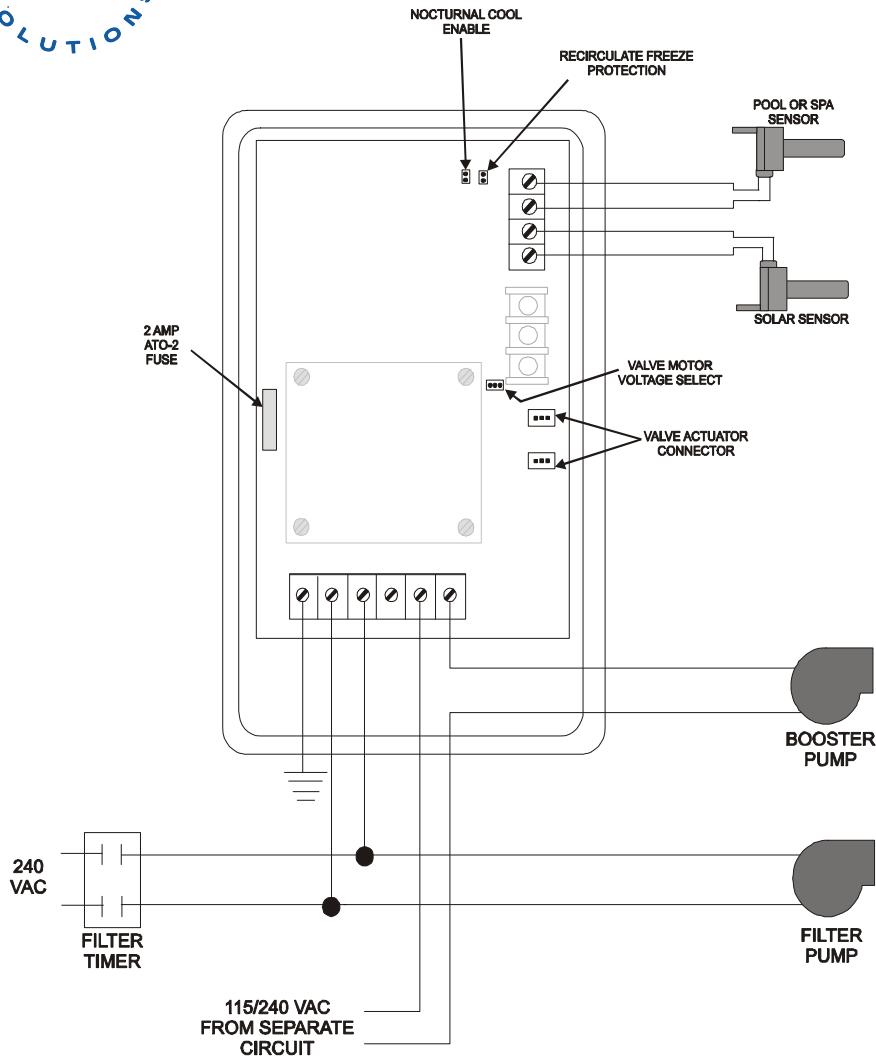 OLUTIONS
NOCTURNAL COOL
ENABLE
RECIRCULATE FREEZE
PROTECTION
POOL OR SPA
SENSOR
SOLAR SENSOR
2 AMP
ATO-2
FUSE
VALVE MOTOR
VOLTAGE SELECT
VALVE ACTUATOR
CONNECTOR
BOOSTER
PUMP
240
VAC
FILTER
TIMER
FILTER
PUMP
115/240 VAC
FROM SEPARATE
CIRCUIT